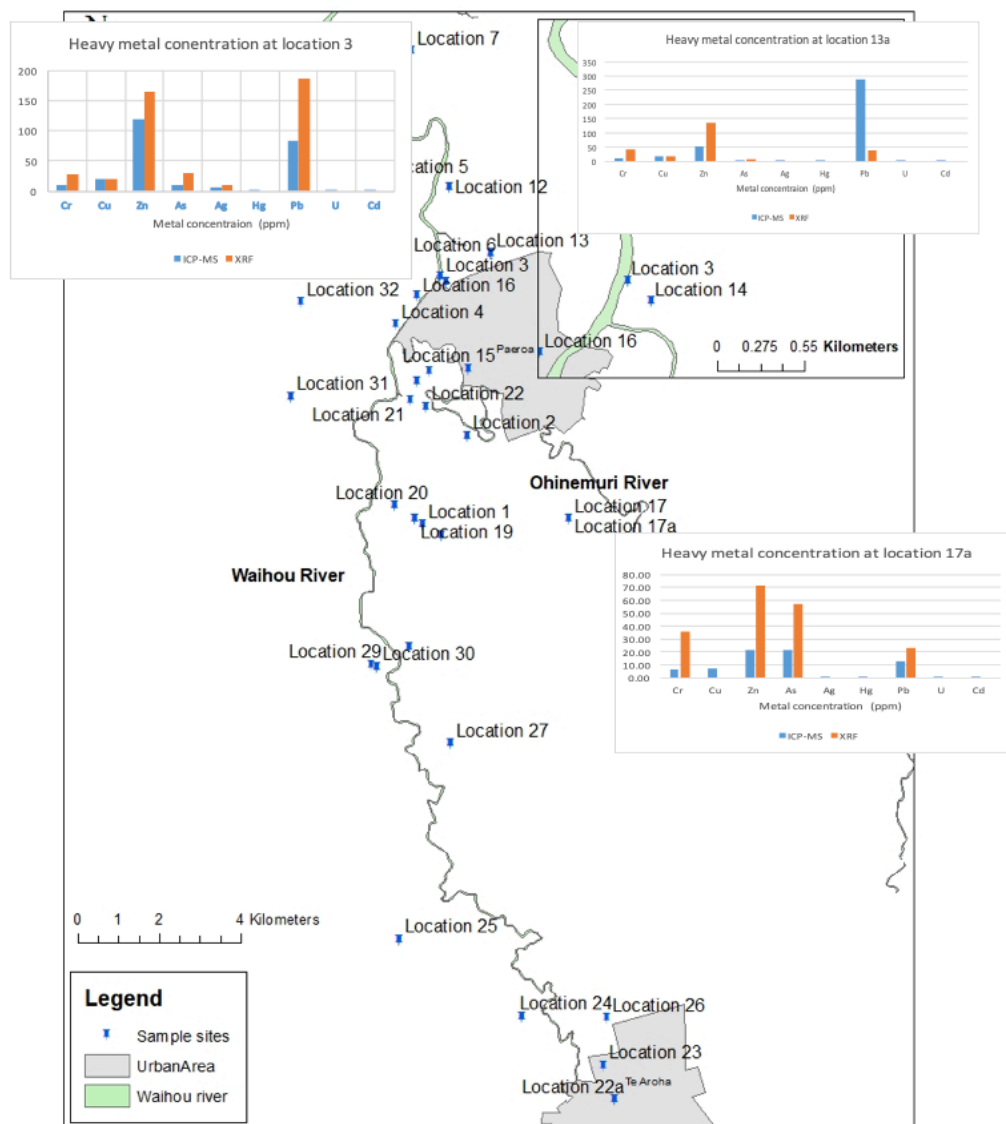 N
Location 7
Heavy metal conentration at location 3
200
150
100
50
0
Cr Cu Zn As Ag Hg Pb U Cd
Metal concentraion (ppm)
ICP-MS XRF
Heavy metal concentration at location 13a
350
300
250
200
150
100
50
0
Cr Cu Zn As Ag Hg Pb U Cd
Metal concentraion (ppm)
ICP-MS XRF
ocation 5
Location 12
Location 6
Location 13
Location 3
Location 16
Location 32
Location 4
Location 3
Location 14
0 0.275 0.55 Kilometers
Paeroa
Location 16
Location 15
Location 31
Location 22
Location 21
Location 2
Ohinemuri River
Location 20
Location 1
Location 19
Location 17
Location 17a
Waihou River
Heavy metal concentration at location 17a
80.00
70.00
60.00
50.00
40.00
30.00
20.00
10.00
0.00
Cr Cu Zn As Ag Hg Pb U Cd
Metal concentration (ppm)
ICP-MS XRF
Location 29
Location 30
Location 27
0 1 2 4 Kilometers
Location 25
Legend
Sample sites
UrbanArea
Waihou river
Location 24
Location 26
Location 23
Location 22a
Te Aroha